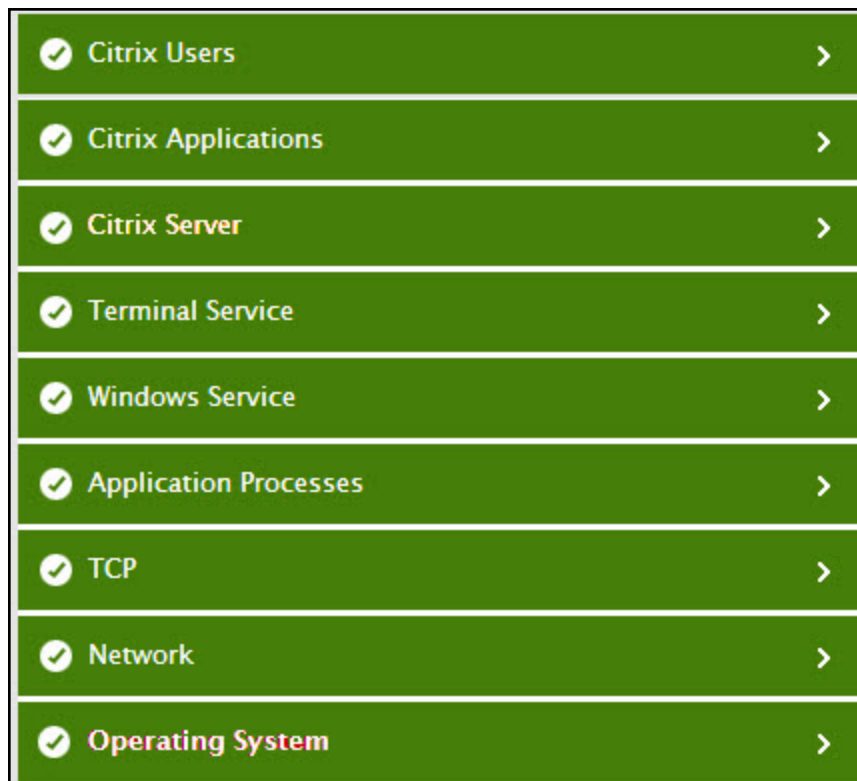 Citrix Users
Citrix Applications
Citrix Server
Terminal Service
Windows Service
Application Processes
TCP
Network
Operating System